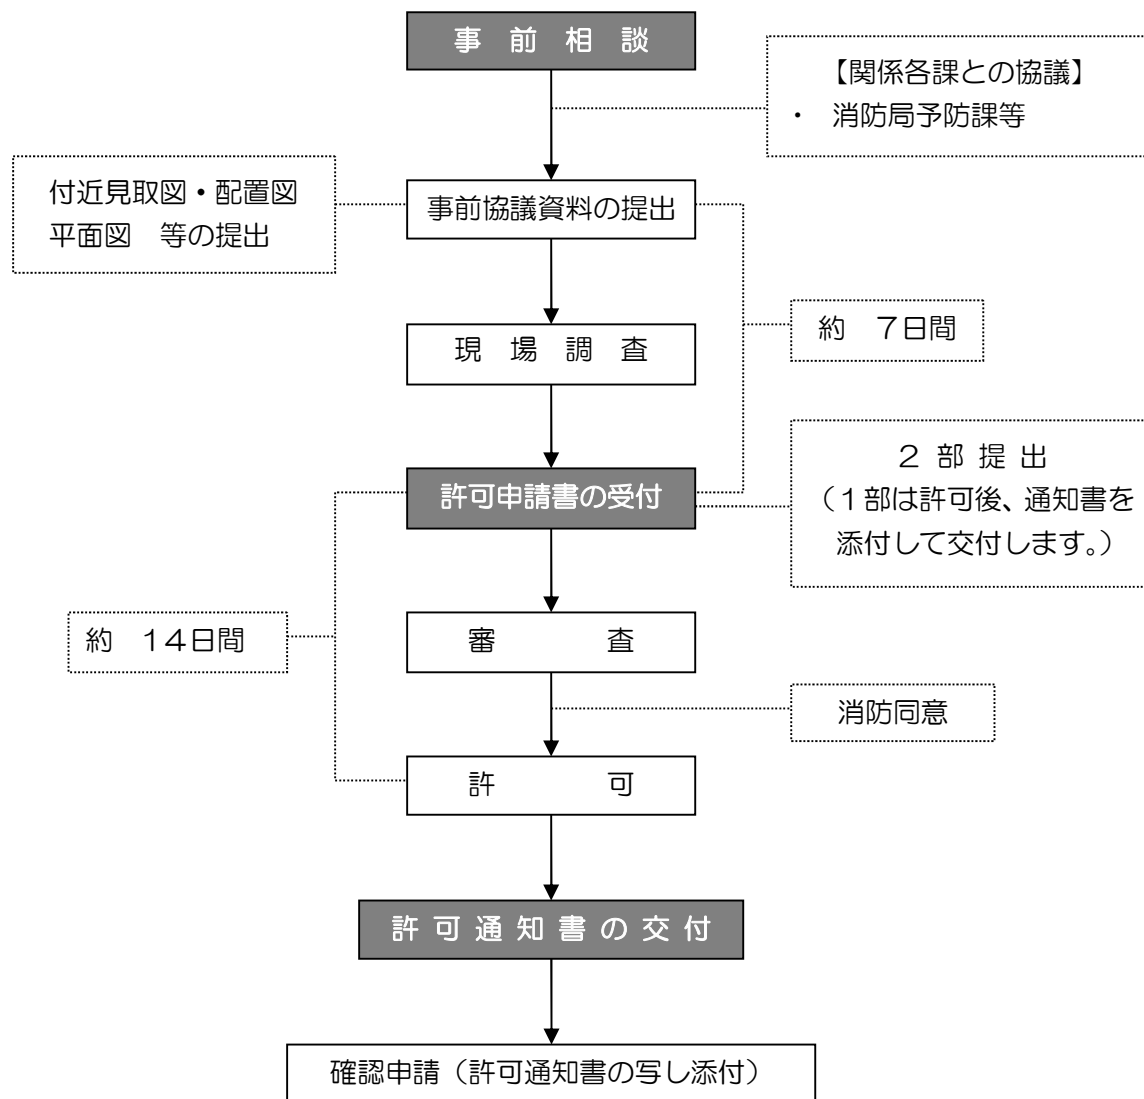 事前相談
【関係各課との協議】
・　消防局予防課等
付近見取図・配置図
平面図　等の提出
事前協議資料の提出
約　７日間
現場調査
許可申請書の受付
２部提出
（１部は許可後、通知書を
添付して交付します。）
約　１４日間
審査
消防同意
許可
許可通知書の交付
確認申請（許可通知書の写し添付）